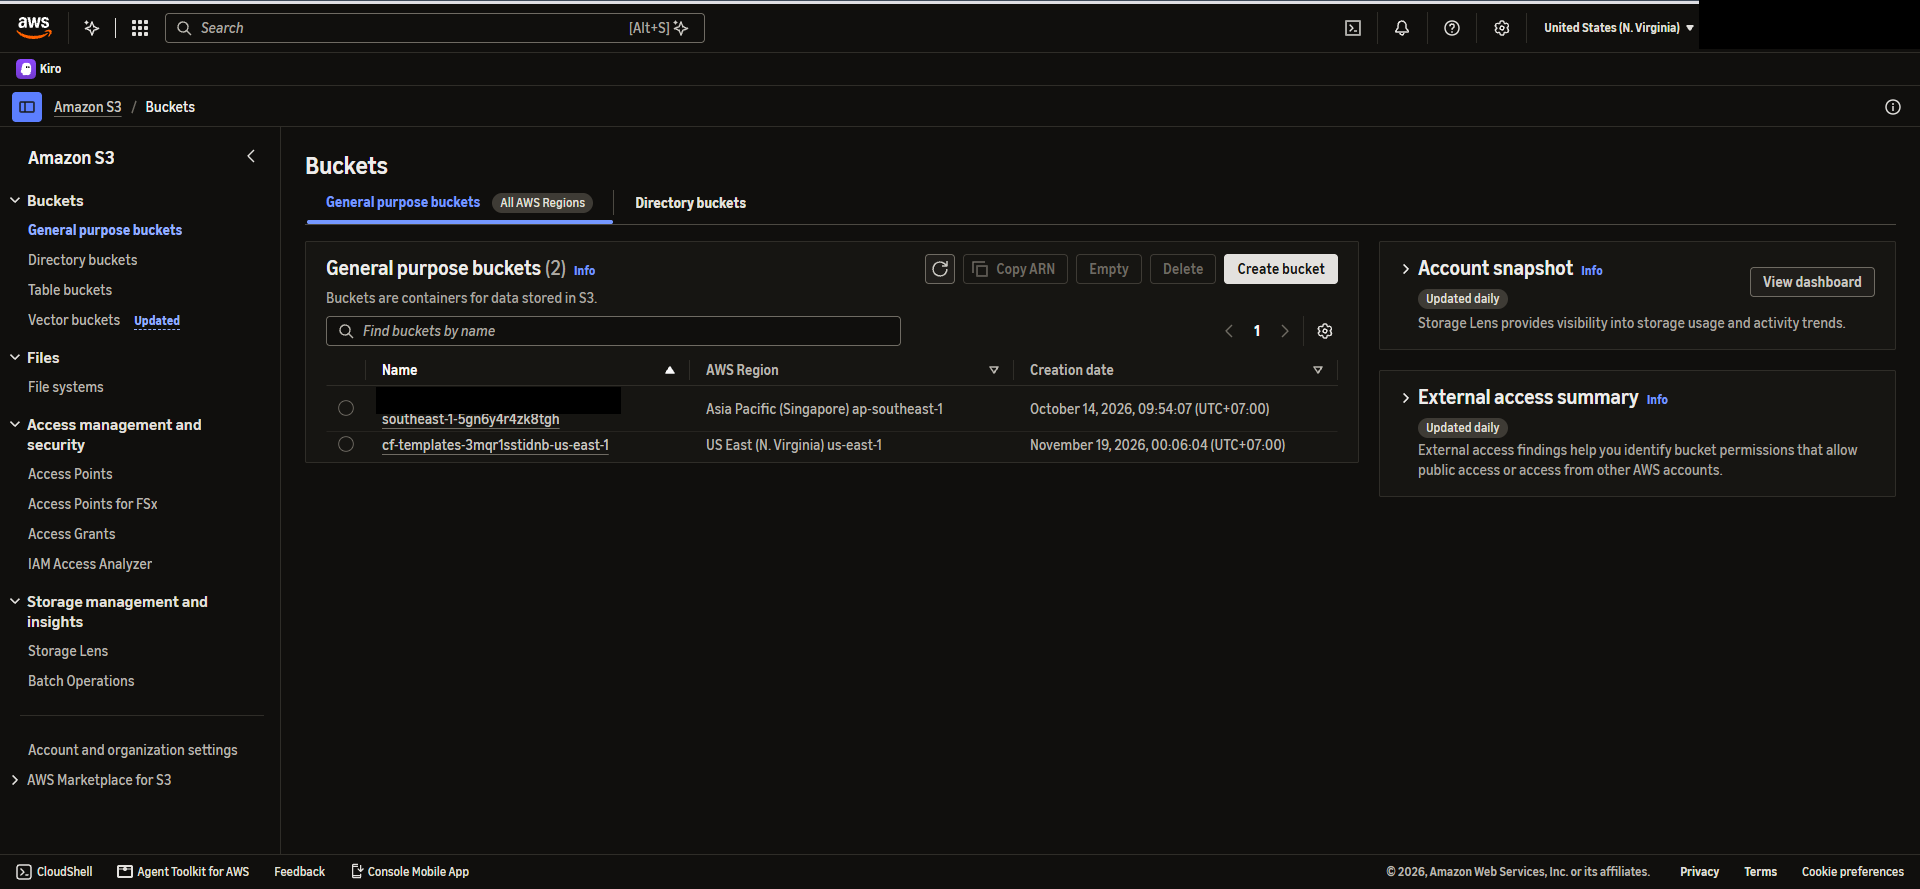 aws
Search [Alt+S]
United States (N. Virginia)
Kiro
Amazon S3 / Buckets
Amazon S3
Buckets
General purpose buckets
Directory buckets
Table buckets
Vector buckets Updated
Files
File systems
Access management and
security
Access Points
Access Points for FSx
Access Grants
IAM Access Analyzer
Storage management and
insights
Storage Lens
Batch Operations
Account and organization settings
AWS Marketplace for S3
Buckets
General purpose buckets All AWS Regions Directory buckets
General purpose buckets (2) Info
Copy ARN Empty Delete Create bucket
Buckets are containers for data stored in S3.
Find buckets by name
1
Name AWS Region Creation date
southeast-1-5gn6y4r4zk8tgh Asia Pacific (Singapore) ap-southeast-1 October 14, 2026, 09:54:07 (UTC+07:00)
cf-templates-3mqr1sstidnb-us-east-1 US East (N. Virginia) us-east-1 November 19, 2026, 00:06:04 (UTC+07:00)
Account snapshot Info
View dashboard
Updated daily
Storage Lens provides visibility into storage usage and activity trends.
External access summary Info
Updated daily
External access findings help you identify bucket permissions that allow
public access or access from other AWS accounts.
CloudShell Agent Toolkit for AWS Feedback Console Mobile App
© 2026, Amazon Web Services, Inc. or its affiliates. Privacy Terms Cookie preferences